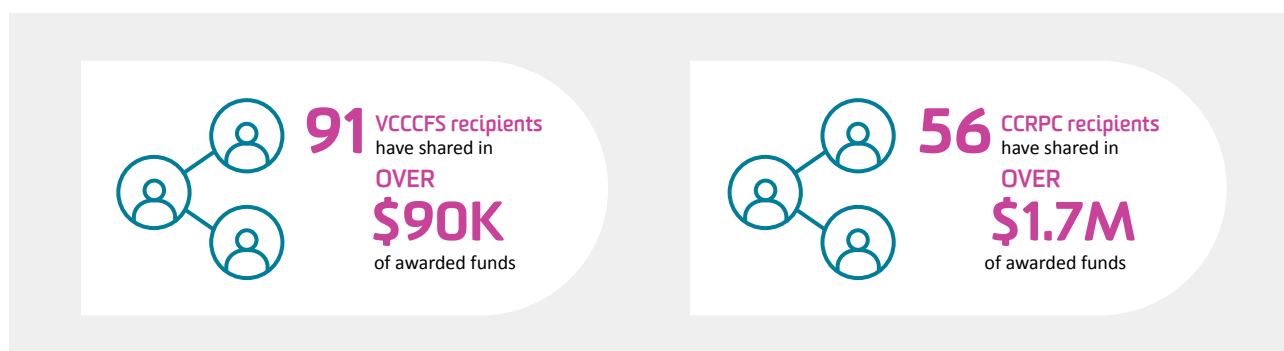 91 VCCCFS recipients
have shared in
OVER
$90K
of awarded funds
56 CCRPC recipients
have shared in
OVER
$1.7M
of awarded funds